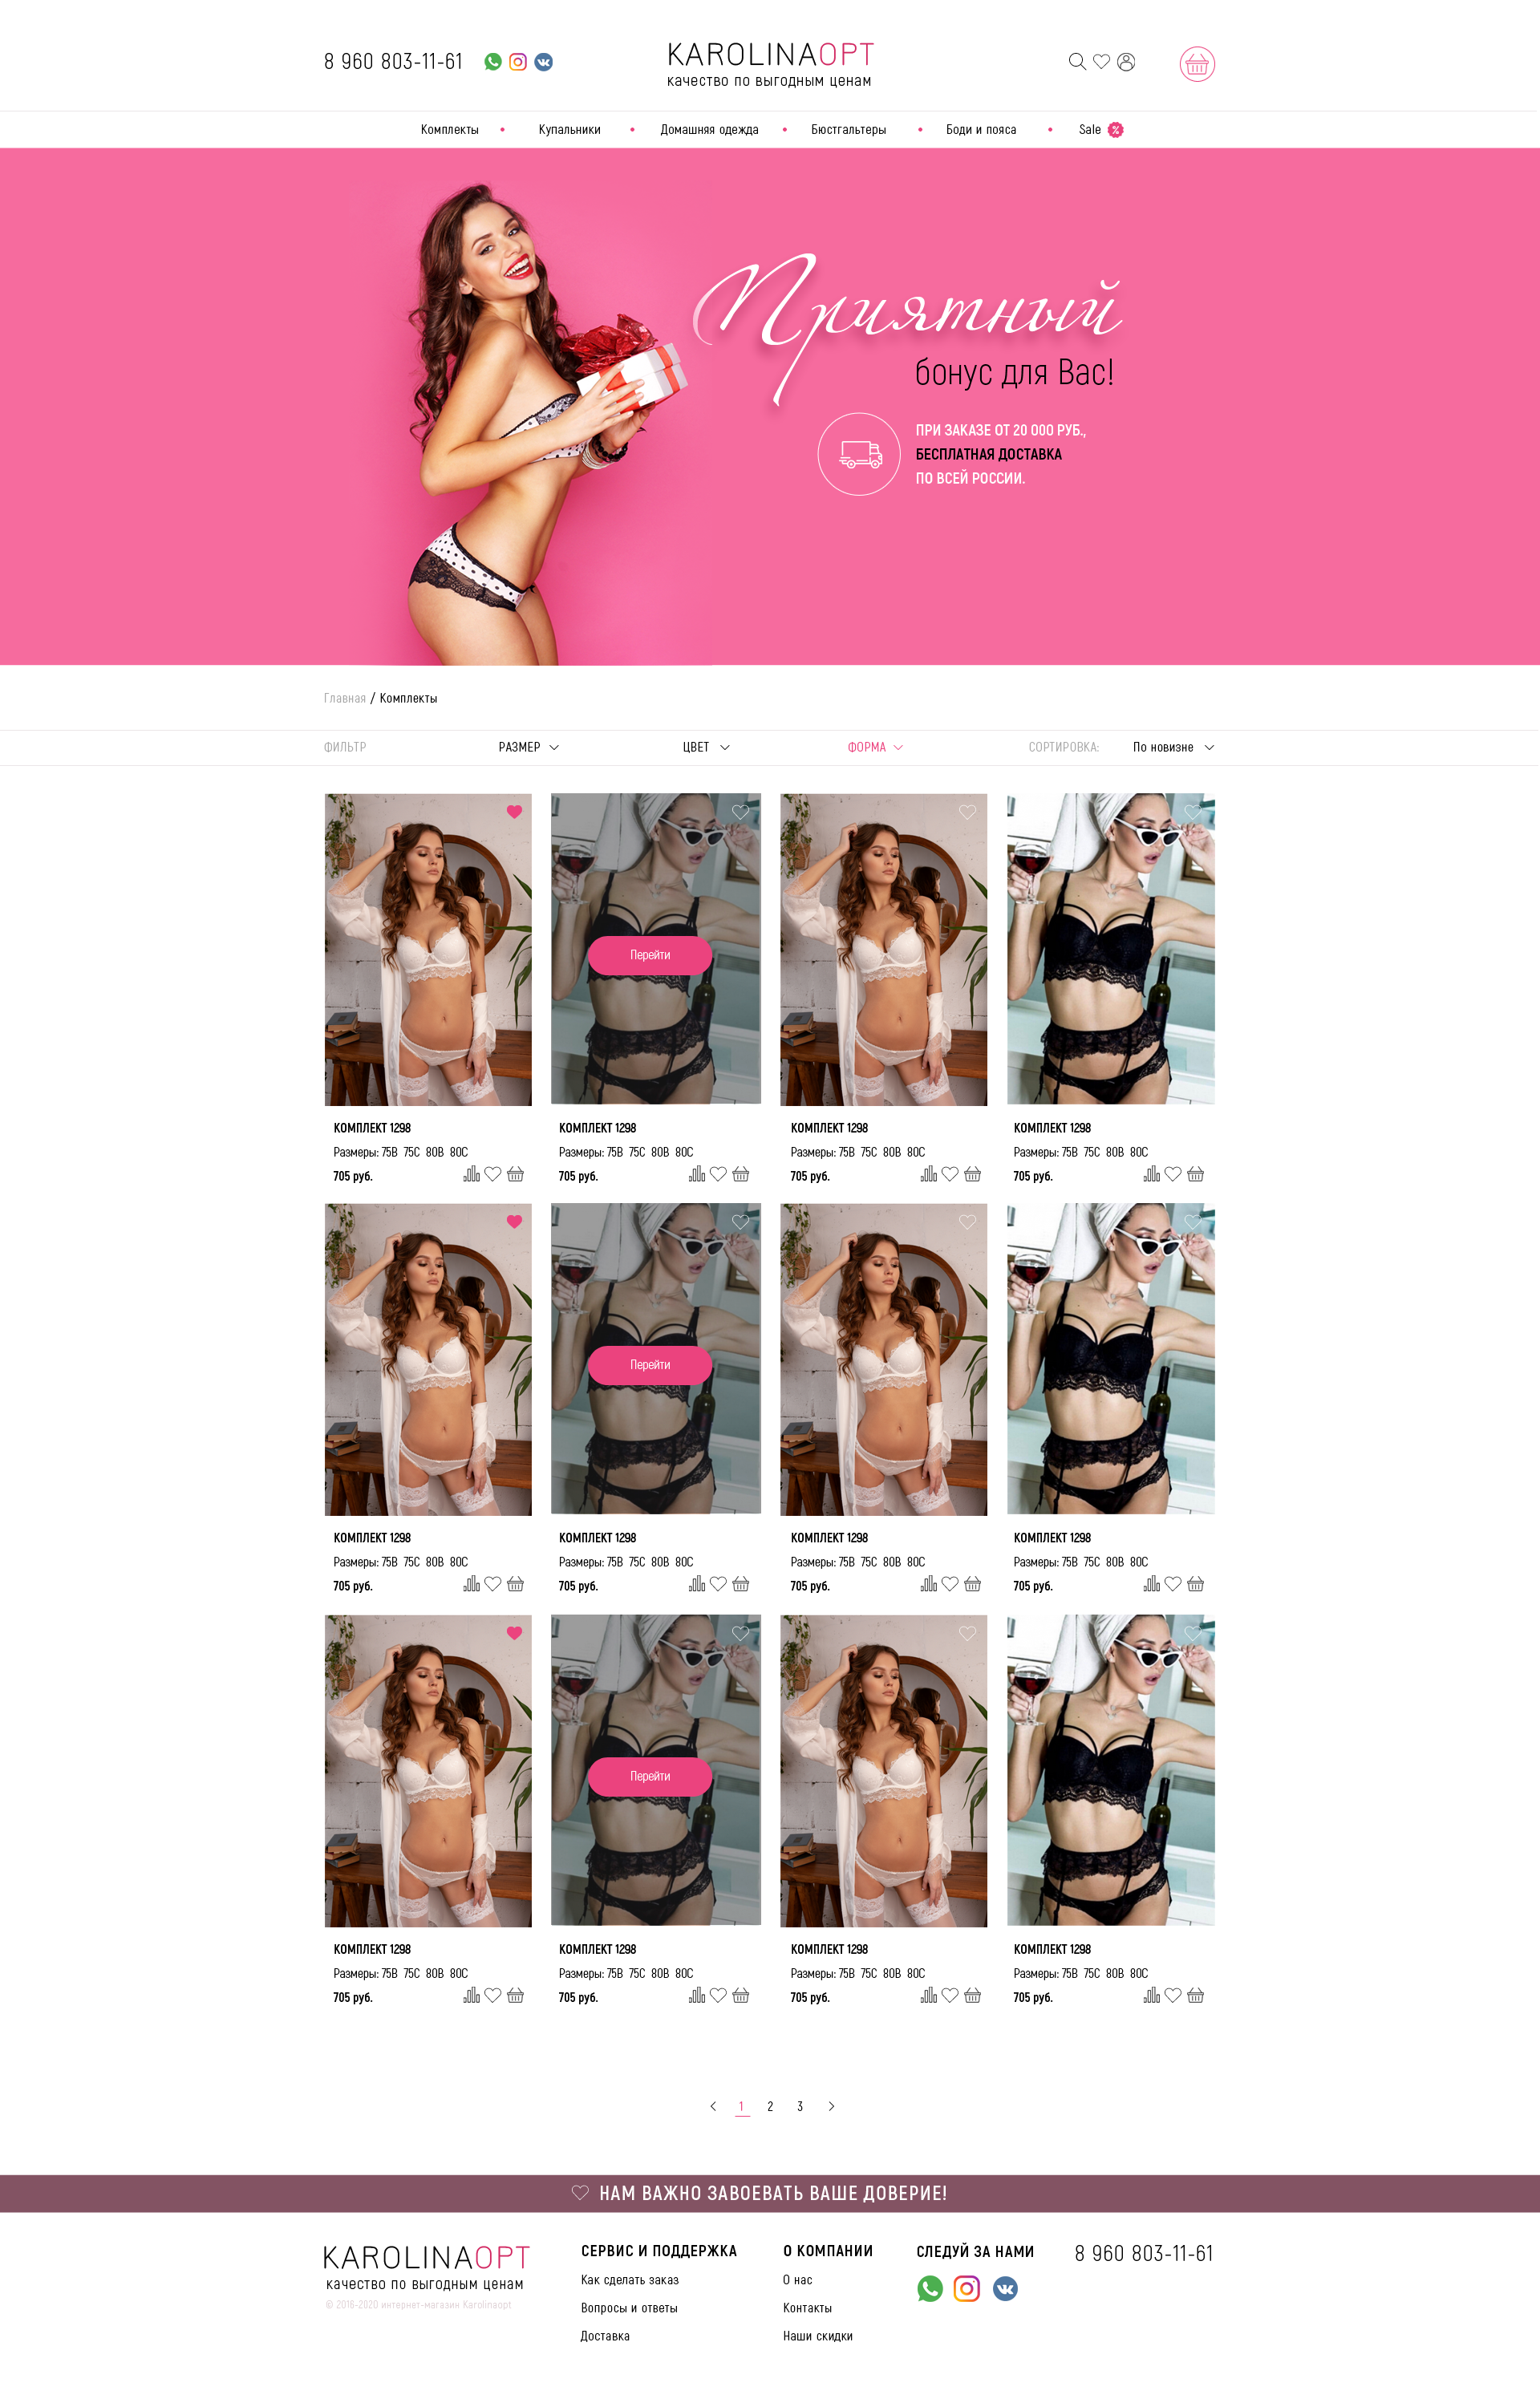 8 960 803-11-61
KAROLINAОПТ
качество по выгодным ценам
Комплекты
Купальники
Домашняя одежда
Бюстгальтеры
Боди и пояса
Sale %
Приятный
бонус для Вас!
ПРИ ЗАКАЗЕ ОТ 20 000 РУБ.,
БЕСПЛАТНАЯ ДОСТАВКА
ПО ВСЕЙ РОССИИ.
Главная / Комплекты
ФИЛЬТР
РАЗМЕР
ЦВЕТ
ФОРМА
СОРТИРОВКА:
По новизне
Перейти
КОМПЛЕКТ 1298
Размеры: 75B 75C 80B 80C
705 руб.
КОМПЛЕКТ 1298
Размеры: 75B 75C 80B 80C
705 руб.
КОМПЛЕКТ 1298
Размеры: 75B 75C 80B 80C
705 руб.
КОМПЛЕКТ 1298
Размеры: 75B 75C 80B 80C
705 руб.
Перейти
КОМПЛЕКТ 1298
Размеры: 75B 75C 80B 80C
705 руб.
КОМПЛЕКТ 1298
Размеры: 75B 75C 80B 80C
705 руб.
КОМПЛЕКТ 1298
Размеры: 75B 75C 80B 80C
705 руб.
КОМПЛЕКТ 1298
Размеры: 75B 75C 80B 80C
705 руб.
Перейти
КОМПЛЕКТ 1298
Размеры: 75B 75C 80B 80C
705 руб.
КОМПЛЕКТ 1298
Размеры: 75B 75C 80B 80C
705 руб.
КОМПЛЕКТ 1298
Размеры: 75B 75C 80B 80C
705 руб.
КОМПЛЕКТ 1298
Размеры: 75B 75C 80B 80C
705 руб.
1 2 3
НАМ ВАЖНО ЗАВОЕВАТЬ ВАШЕ ДОВЕРИЕ!
KAROLINAОПТ
качество по выгодным ценам
© 2016-2020 интернет-магазин Karolinaopt
СЕРВИС И ПОДДЕРЖКА
Как сделать заказ
Вопросы и ответы
Доставка
О КОМПАНИИ
О нас
Контакты
Наши скидки
СЛЕДУЙ ЗА НАМИ
8 960 803-11-61